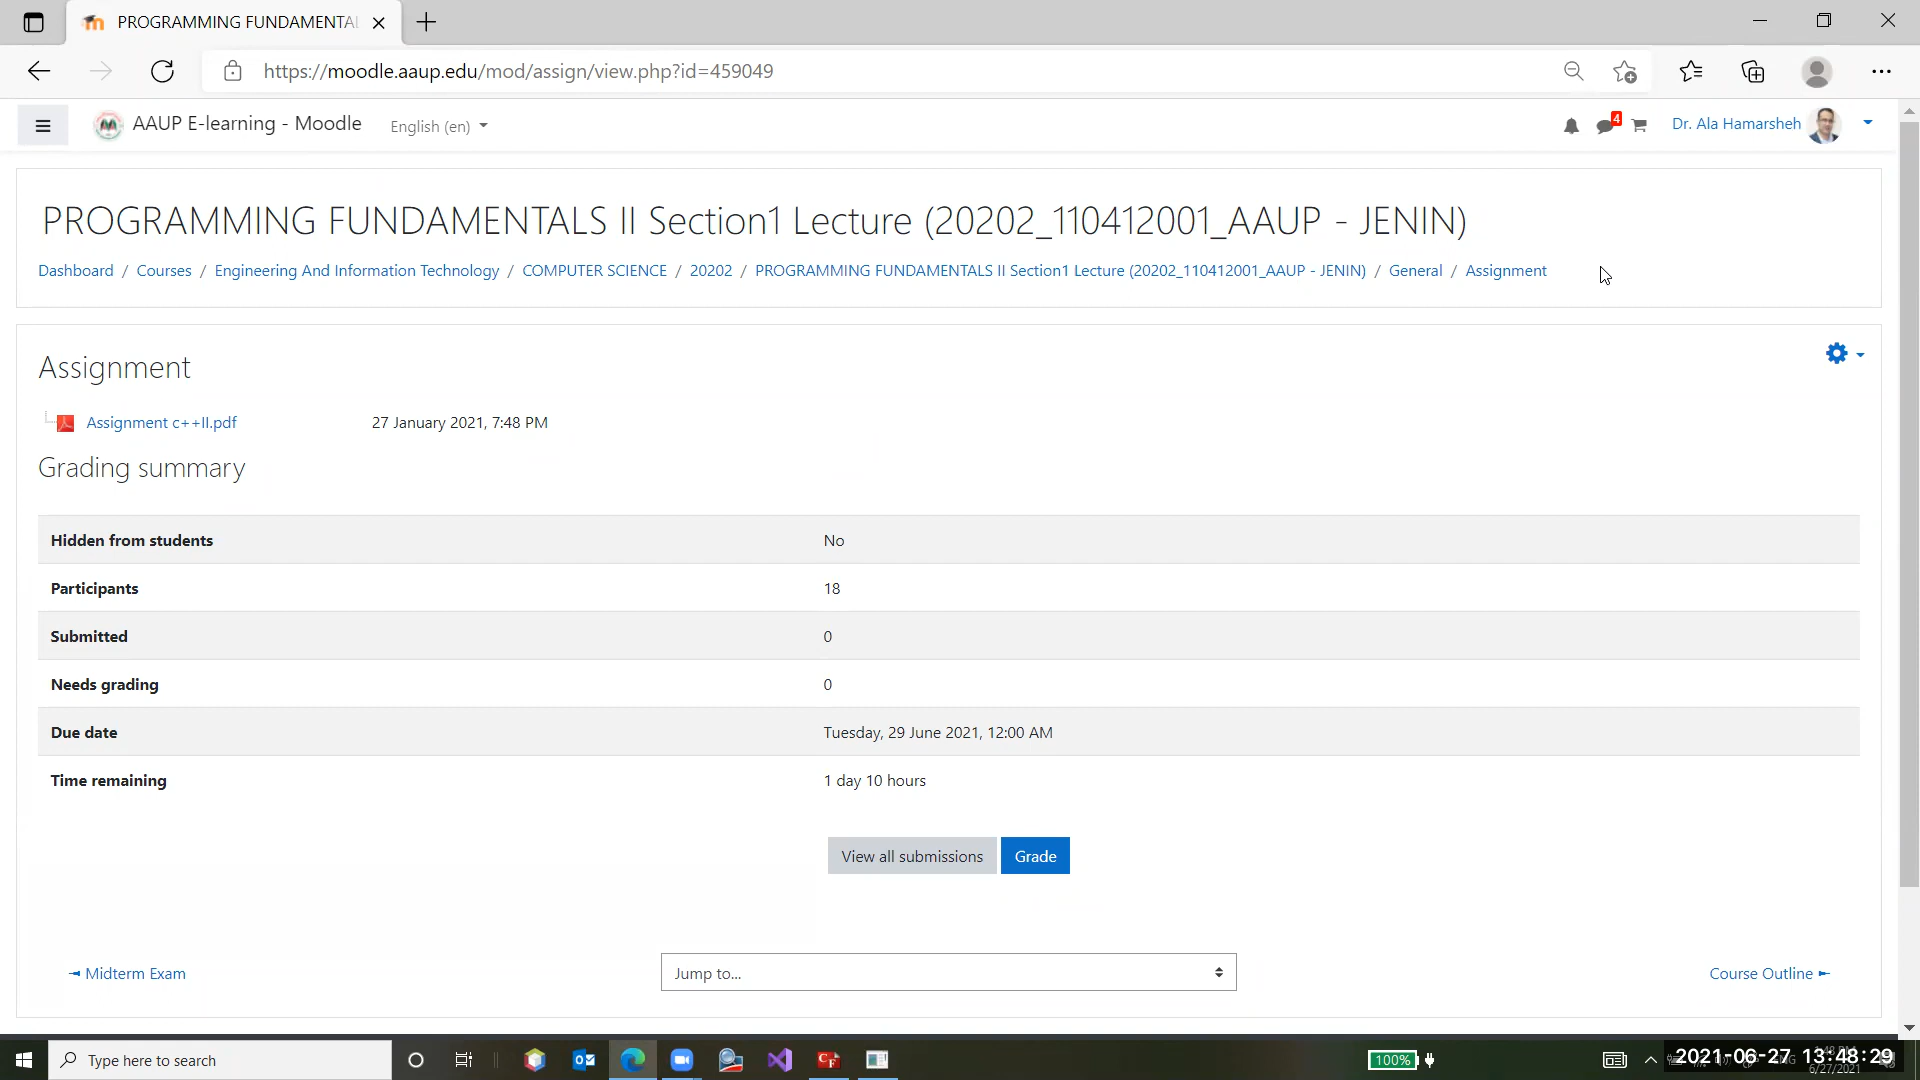 PROGRAMMING FUNDAMENTAL
https://moodle.aaup.edu/mod/assign/view.php?id=459049
AAUP E-learning - Moodle
English (en)
4
Dr. Ala Hamarsheh
PROGRAMMING FUNDAMENTALS II Section1 Lecture (20202_110412001_AAUP - JENIN)
Dashboard / Courses / Engineering And Information Technology / COMPUTER SCIENCE / 20202 / PROGRAMMING FUNDAMENTALS II Section1 Lecture (20202_110412001_AAUP - JENIN) / General / Assignment
Assignment
Assignment c++II.pdf 27 January 2021, 7:48 PM
Grading summary
Hidden from students No
Participants 18
Submitted 0
Needs grading 0
Due date Tuesday, 29 June 2021, 12:00 AM
Time remaining 1 day 10 hours
View all submissions Grade
◄ Midterm Exam
Jump to...
Course Outline ►
Type here to search
100%
2021-06-27 13:48:29
6/27/2021